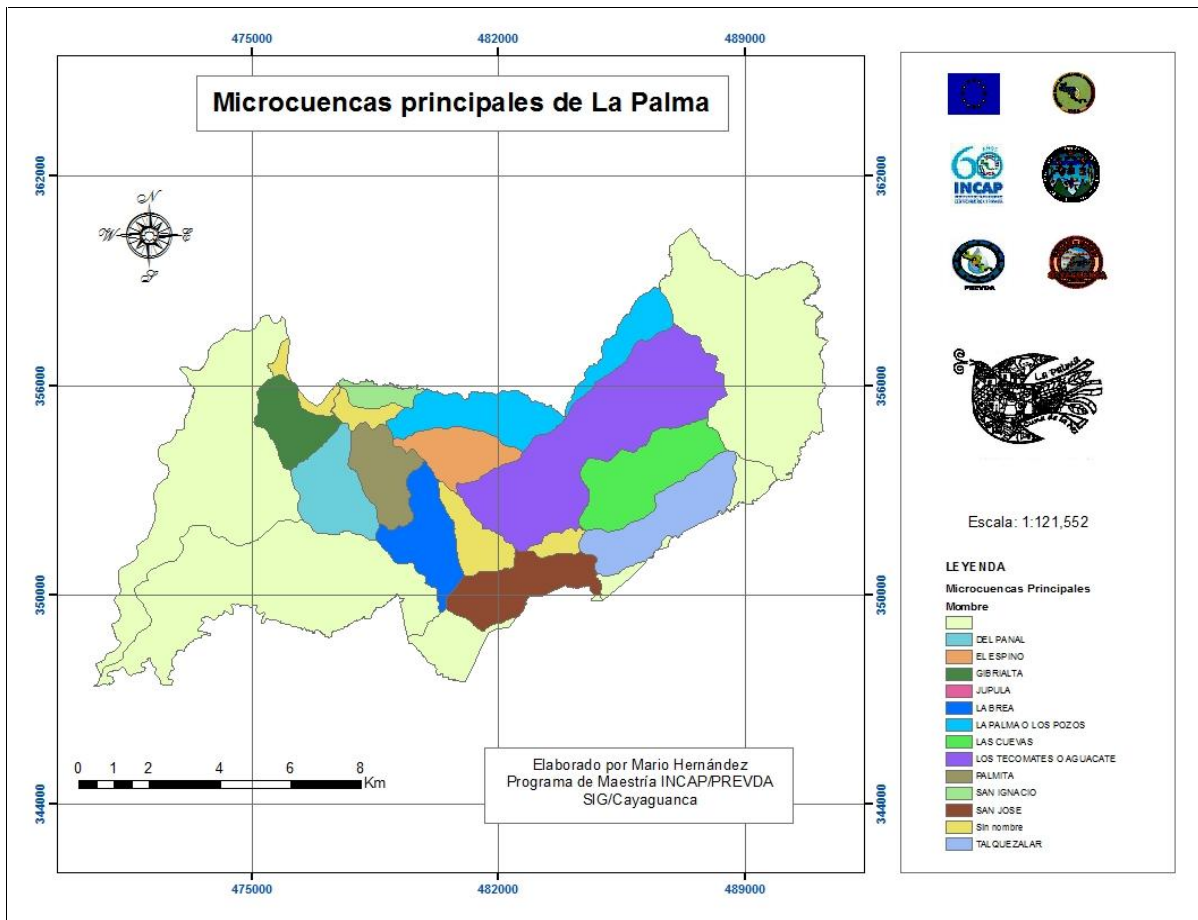 475000
482000
489000
Microcuencas principales de La Palma
362000
362000
N
W
E
S
60
INCAP
PREVDA
La Palma
356000
356000
Escala: 1:121,552
LEYENDA
Microcuencas Principales
Mombre
DEL PANAL
EL ESPINO
GIBRIALTA
JUPULA
LA BREA
LA PALMA O LOS POZOS
LAS CUEVAS
LOS TECOMATES O AGUACATE
PALMITA
SAN IGNACIO
SAN JOSE
Sin nombre
TALQUEZALAR
350000
350000
0 1 2 4 6 8
Km
Elaborado por Mario Hernández
Programa de Maestría INCAP/PREVDA
SIG/Cayaguanca
344000
344000
475000
482000
489000